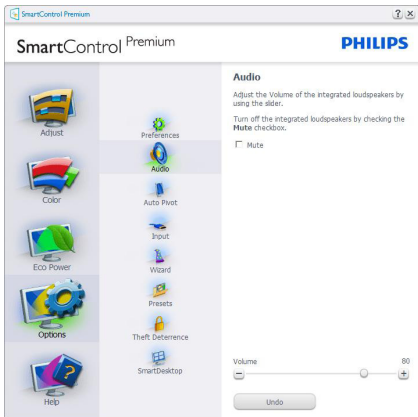 SmartControl Premium
? ×
SmartControl Premium
PHILIPS
Adjust
Color
Eco Power
Options
Help
Preferences
Audio
Auto Pivot
Input
Wizard
Presets
Theft Deterrence
SmartDesktop
Audio
Adjust the Volume of the integrated loudspeakers by
using the slider.
Turn off the integrated loudspeakers by checking the
Mute checkbox.
Mute
Volume 80
Undo